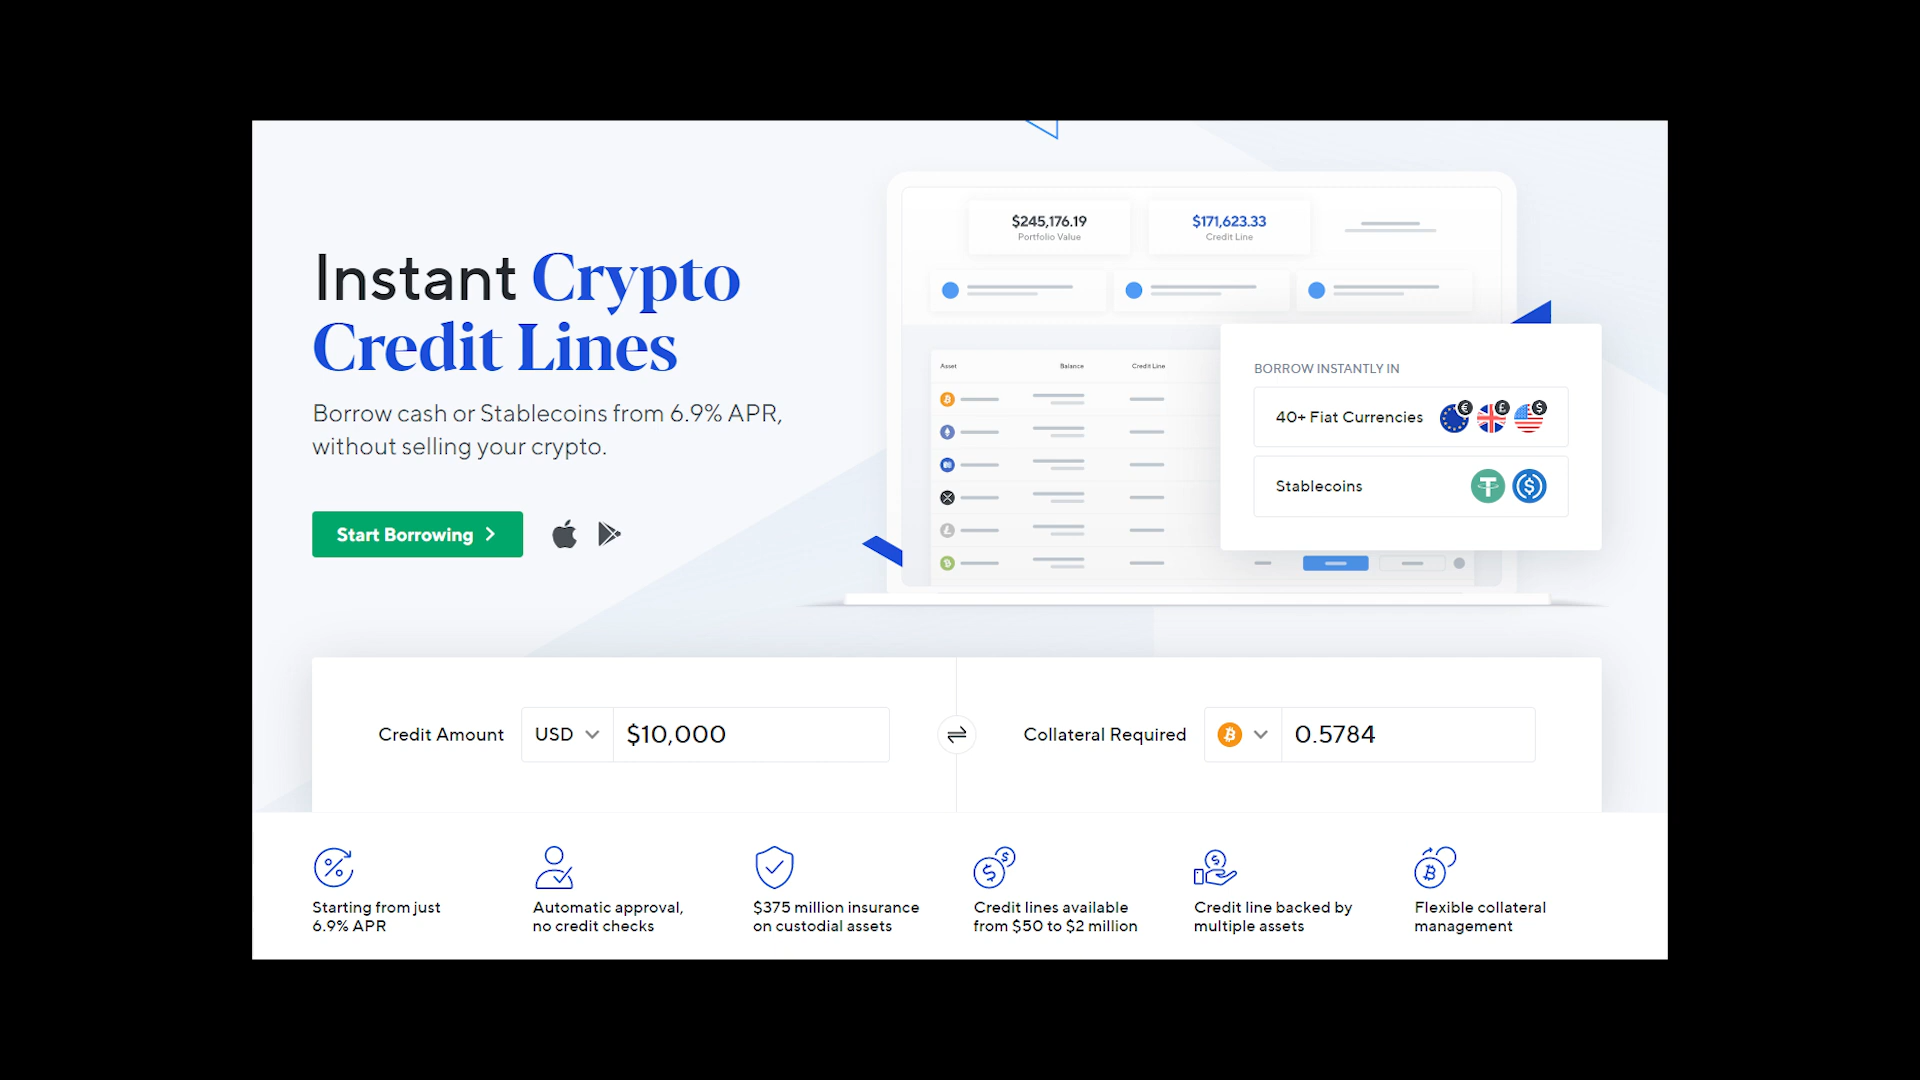 $245,176.19
Portfolio Value
$171,623.33
Credit Line
Instant Crypto
Credit Lines
Borrow cash or Stablecoins from 6.9% APR,
without selling your crypto.
Start Borrowing
Asset Balance Credit Line
BORROW INSTANTLY IN
40+ Fiat Currencies
Stablecoins
Credit Amount USD $10,000
Collateral Required 0.5784
Starting from just
6.9% APR
Automatic approval,
no credit checks
$375 million insurance
on custodial assets
Credit lines available
from $50 to $2 million
Credit line backed by
multiple assets
Flexible collateral
management